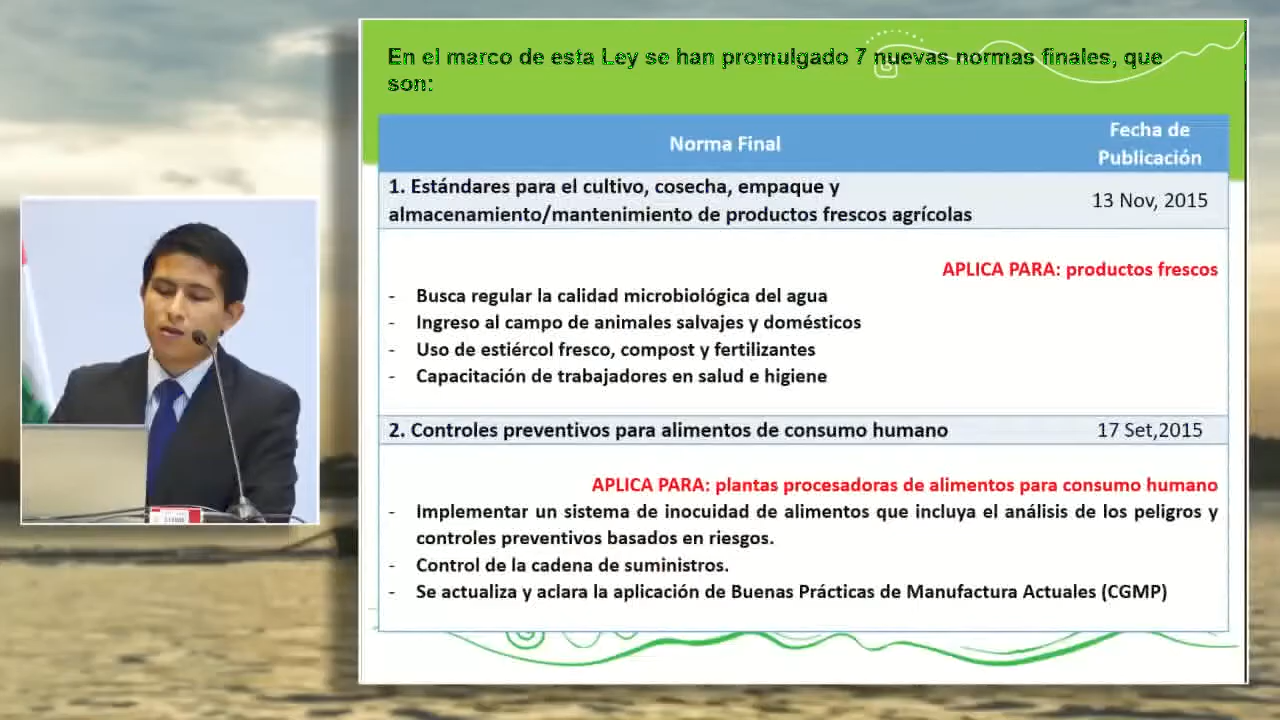 En el marco de esta Ley se han promulgado 7 nuevas normas finales, que
son:
Norma Final
Fecha de
Publicación
1. Estándares para el cultivo, cosecha, empaque y
almacenamiento/mantenimiento de productos frescos agrícolas
13 Nov, 2015
APLICA PARA: productos frescos
- Busca regular la calidad microbiológica del agua
- Ingreso al campo de animales salvajes y domésticos
- Uso de estiércol fresco, compost y fertilizantes
- Capacitación de trabajadores en salud e higiene
2. Controles preventivos para alimentos de consumo humano
17 Set,2015
APLICA PARA: plantas procesadoras de alimentos para consumo humano
- Implementar un sistema de inocuidad de alimentos que incluya el análisis de los peligros y
controles preventivos basados en riesgos.
- Control de la cadena de suministros.
- Se actualiza y aclara la aplicación de Buenas Prácticas de Manufactura Actuales (CGMP)